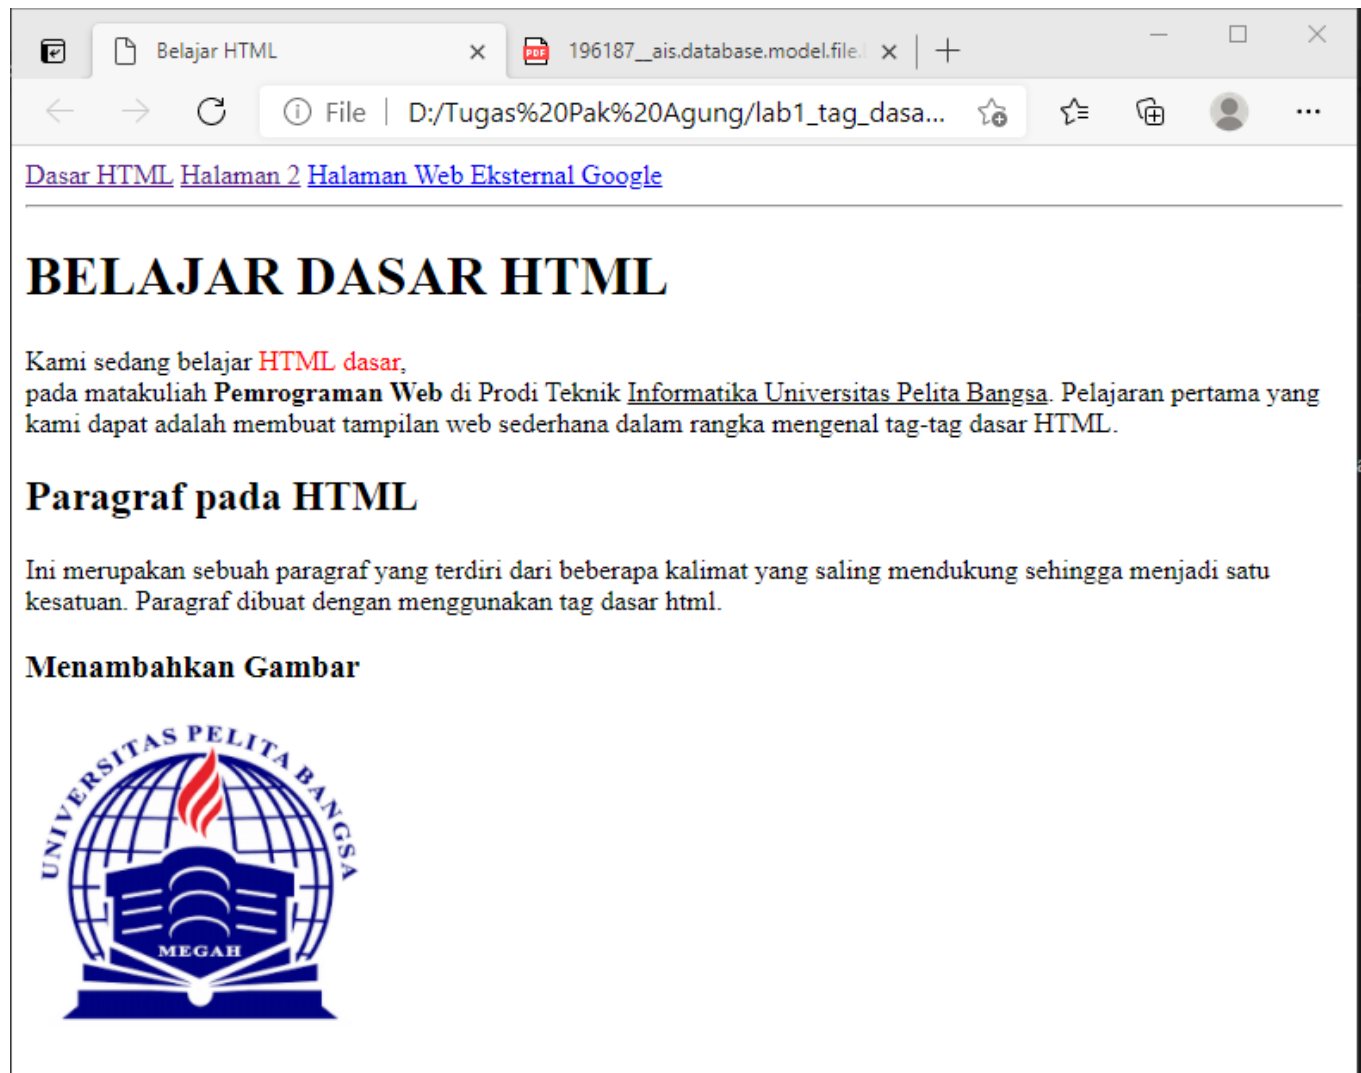 Belajar HTML
196187__ais.database.model.file.
File
D:/Tugas%20Pak%20Agung/lab1_tag_dasa...
Dasar HTML Halaman 2 Halaman Web Eksternal Google
BELAJAR DASAR HTML
Kami sedang belajar HTML dasar,
pada matakuliah Pemrograman Web di Prodi Teknik Informatika Universitas Pelita Bangsa. Pelajaran pertama yang
kami dapat adalah membuat tampilan web sederhana dalam rangka mengenal tag-tag dasar HTML.
Paragraf pada HTML
Ini merupakan sebuah paragraf yang terdiri dari beberapa kalimat yang saling mendukung sehingga menjadi satu
kesatuan. Paragraf dibuat dengan menggunakan tag dasar html.
Menambahkan Gambar
UNIVERSITAS PELITA BANGSA
MEGAH